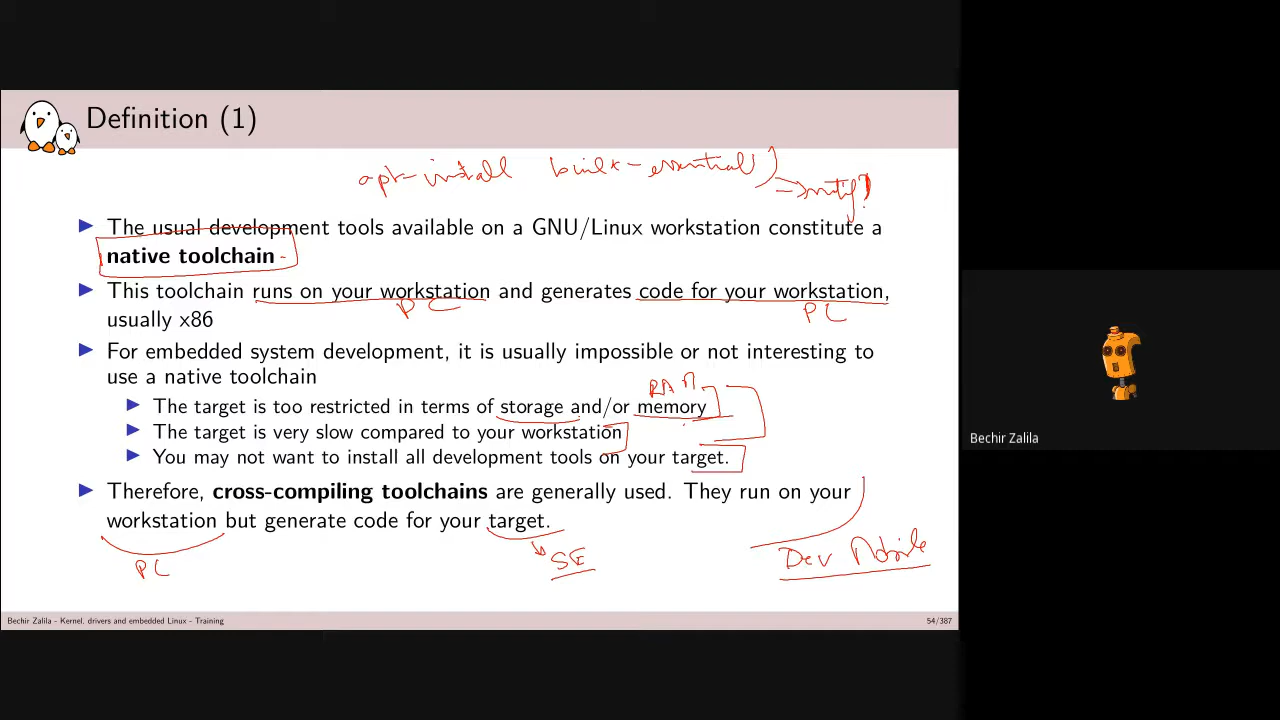 Definition (1)
apt-install build-essential
The usual development tools available on a GNU/Linux workstation constitute a
native toolchain
This toolchain runs on your workstation and generates code for your workstation,
PC
PC
usually x86
For embedded system development, it is usually impossible or not interesting to
use a native toolchain
RAM
The target is too restricted in terms of storage and/or memory
The target is very slow compared to your workstation
You may not want to install all development tools on your target.
Therefore, cross-compiling toolchains are generally used. They run on your
workstation but generate code for your target.
PC
SE
Dev Mobile
Bechir Zalila - Kernel, drivers and embedded Linux - Training
54/387
Bechir Zalila